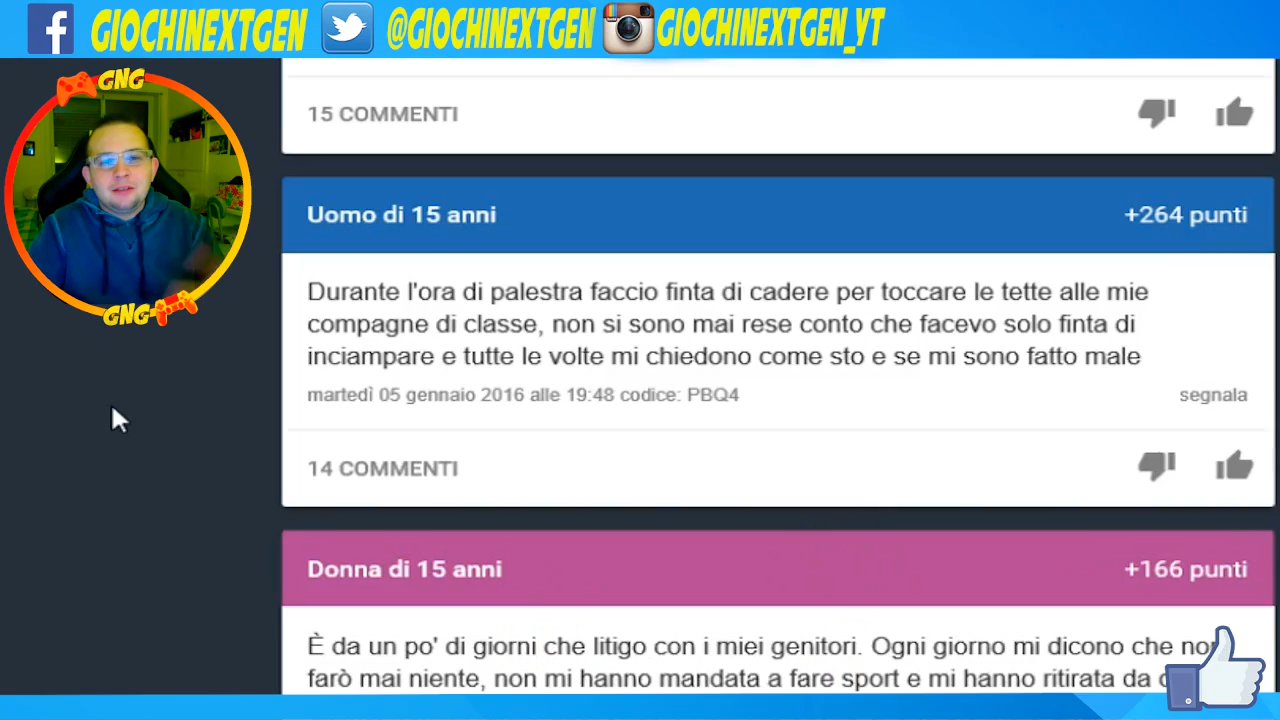 GIOCHINEXTGEN @GIOCHINEXTGEN GIOCHINEXTGEN_YT
GNG
GNG
15 COMMENTI
Uomo di 15 anni +264 punti
Durante l'ora di palestra faccio finta di cadere per toccare le tette alle mie
compagne di classe, non si sono mai rese conto che facevo solo finta di
inciampare e tutte le volte mi chiedono come sto e se mi sono fatto male
martedì 05 gennaio 2016 alle 19:48 codice: PBQ4 segnala
14 COMMENTI
Donna di 15 anni +166 punti
È da un po' di giorni che litigo con i miei genitori. Ogni giorno mi dicono che
farò mai niente, non mi hanno mandata a fare sport e mi hanno ritirata da